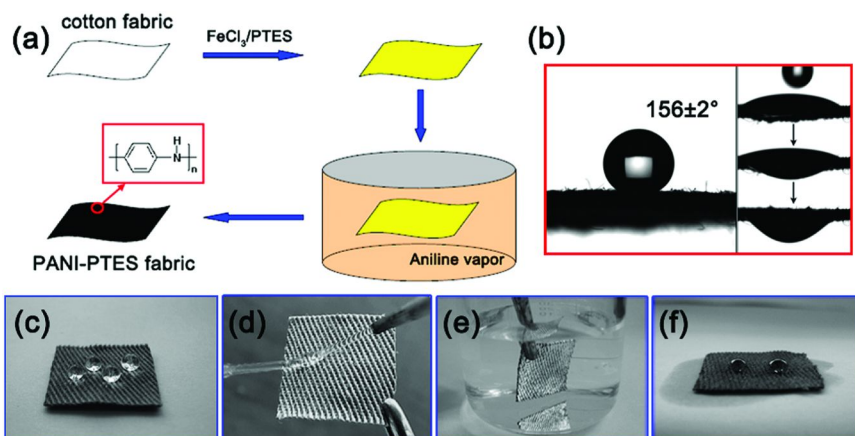 (a)
cotton fabric
FeCl₃/PTES
(b)
156±2°
H
N
n
PANI-PTES fabric
Aniline vapor
(c)
(d)
(e)
(f)